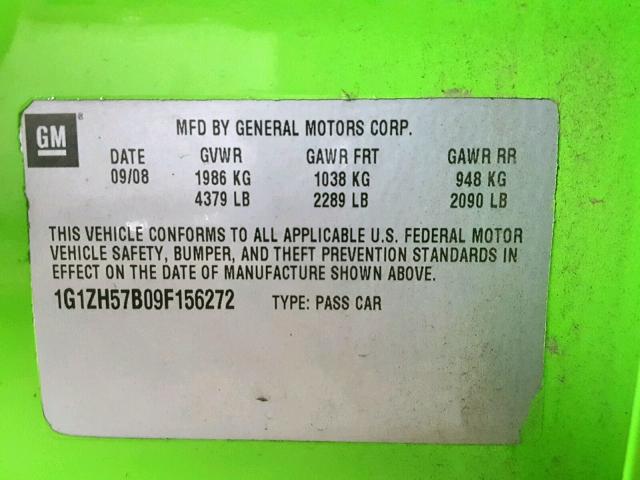 GM ®
MFD BY GENERAL MOTORS CORP.
DATE GVWR GAWR FRT GAWR RR
09/08 1986 KG 1038 KG 948 KG
4379 LB 2289 LB 2090 LB
THIS VEHICLE CONFORMS TO ALL APPLICABLE U.S. FEDERAL MOTOR
VEHICLE SAFETY, BUMPER, AND THEFT PREVENTION STANDARDS IN
EFFECT ON THE DATE OF MANUFACTURE SHOWN ABOVE.
1G1ZH57B09F156272 TYPE: PASS CAR